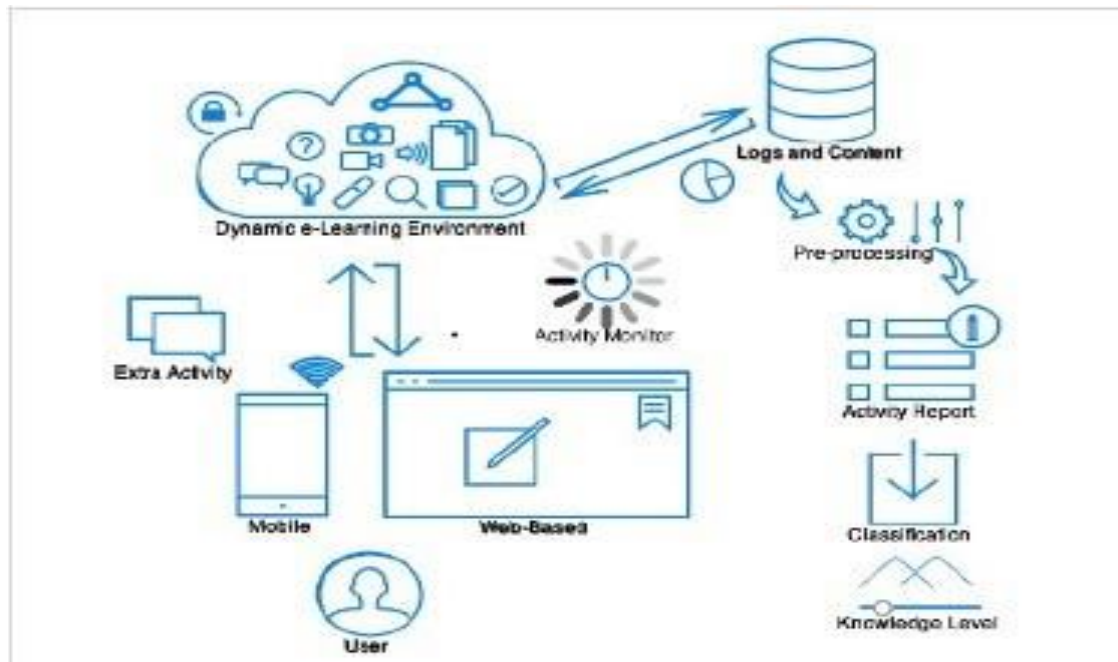 Logs and Content
Dynamic e-Learning Environment
Pre-processing
Activity Monitor
Extra Activity
Activity Report
Mobile
Web-Based
Classification
Knowledge Level
User